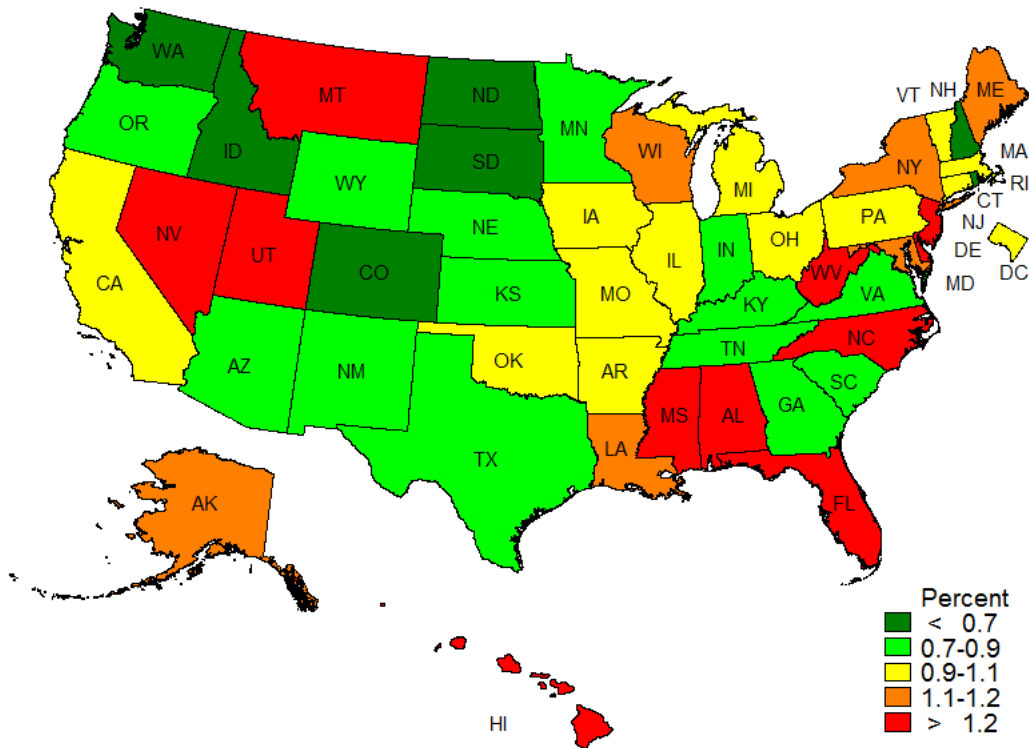 WA
MT
ND
MN
VT
NH
ME
OR
ID
SD
WI
MI
NY
MA
RI
CT
WY
IA
NE
PA
NJ
NV
UT
CO
IL
IN
OH
DE
DC
CA
KS
MO
KY
WV
VA
MD
AZ
NM
OK
AR
TN
NC
SC
TX
LA
MS
AL
GA
AK
FL
HI
Percent
< 0.7
0.7-0.9
0.9-1.1
1.1-1.2
> 1.2